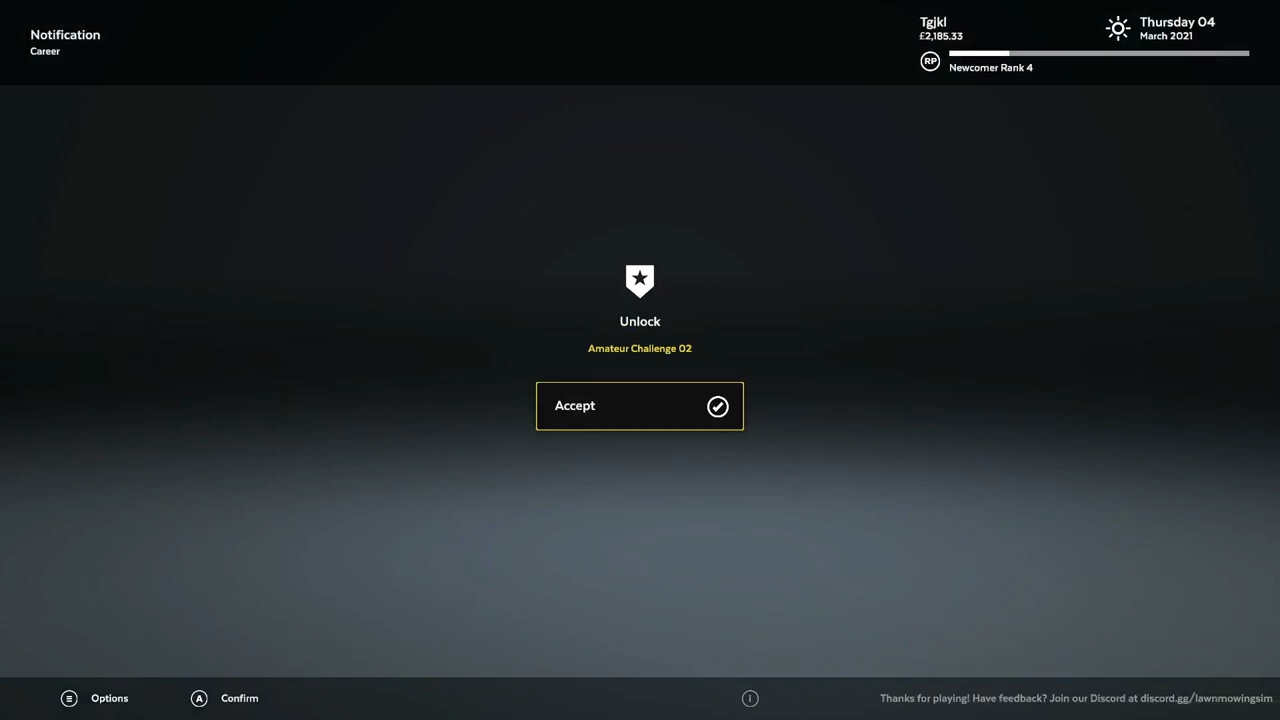 Notification
Career
Tgjkl
£2,185.33
Thursday 04
March 2021
RP
Newcomer Rank 4
Unlock
Amateur Challenge 02
Accept
Options
A
Confirm
i
Thanks for playing! Have feedback? Join our Discord at discord.gg/lawnmowingsim